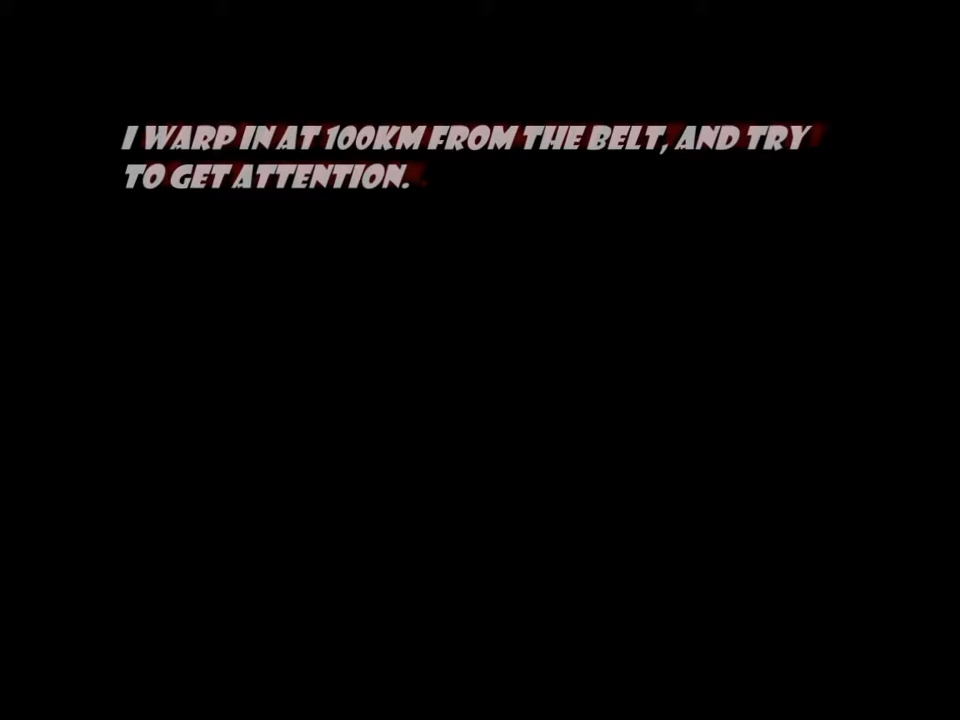 I WARP IN AT 100KM FROM THE BELT, AND TRY
TO GET ATTENTION.